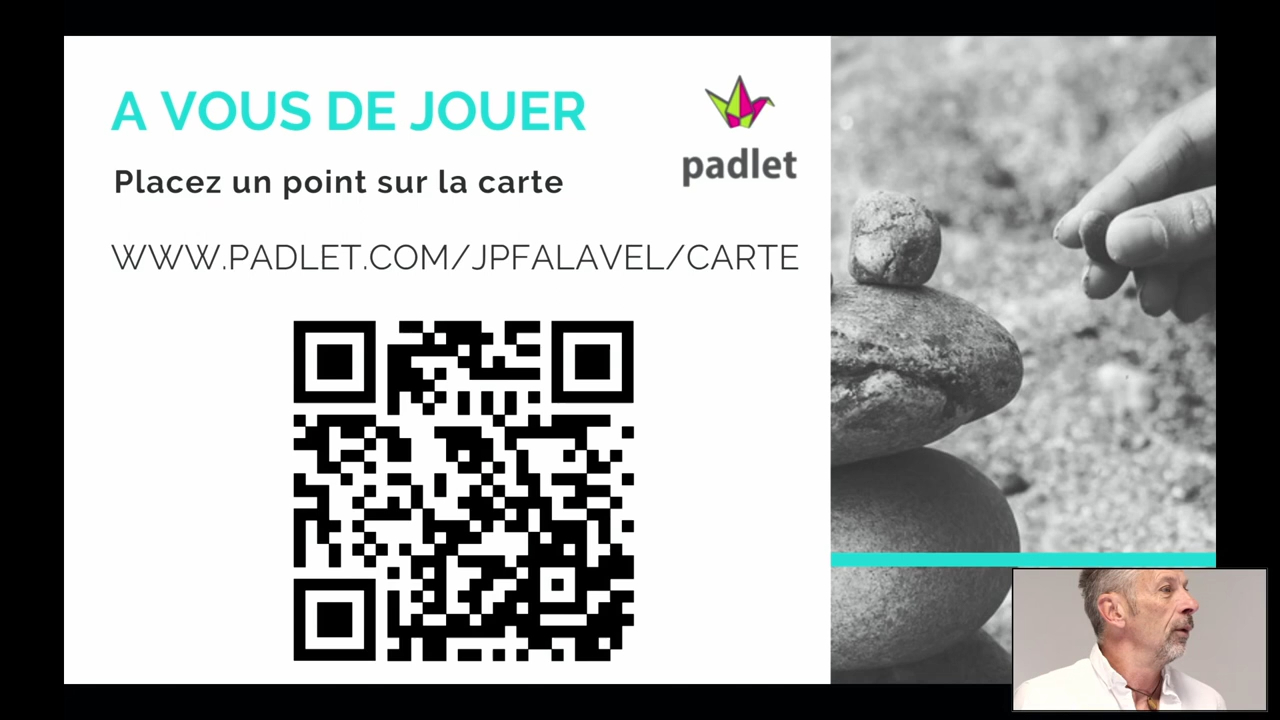 A VOUS DE JOUER
padlet
Placez un point sur la carte
WWW.PADLET.COM/JPFALAVEL/CARTE